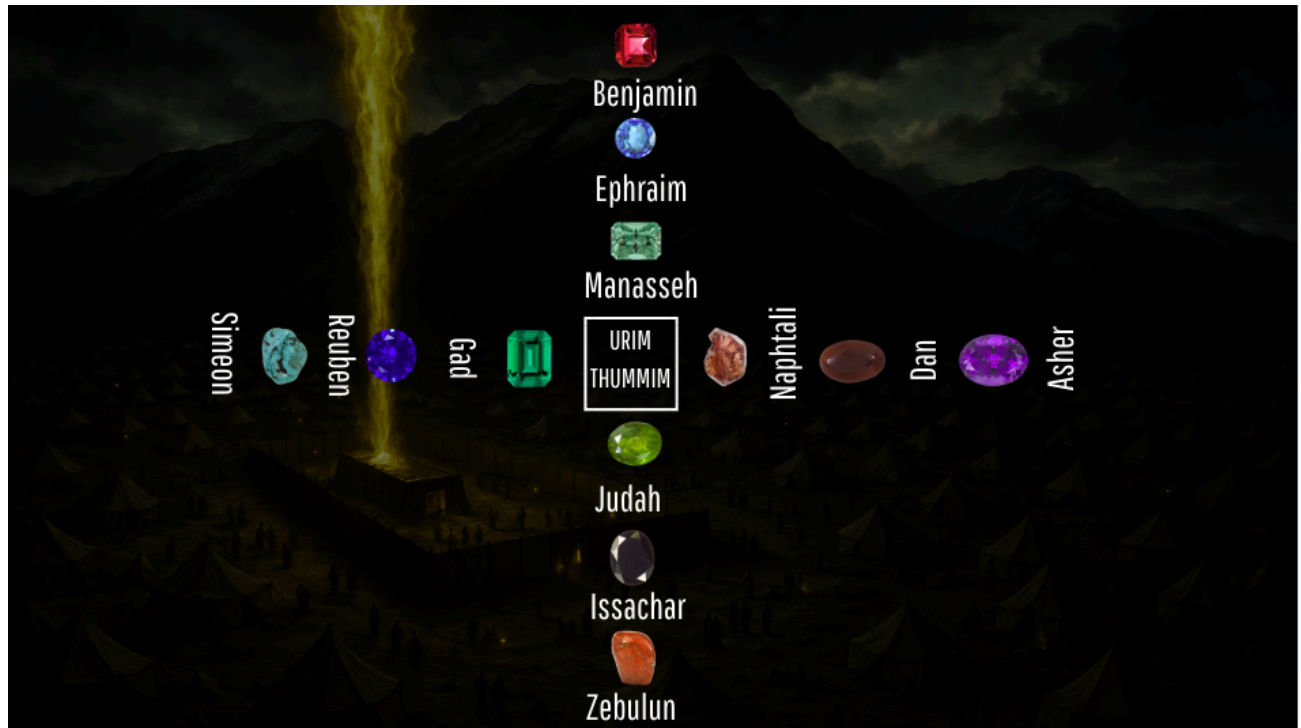 Benjamin
Ephraim
Manasseh
Simeon
Reuben
Gad
URIM
THUMMIM
Naphtali
Dan
Asher
Judah
Issachar
Zebulun